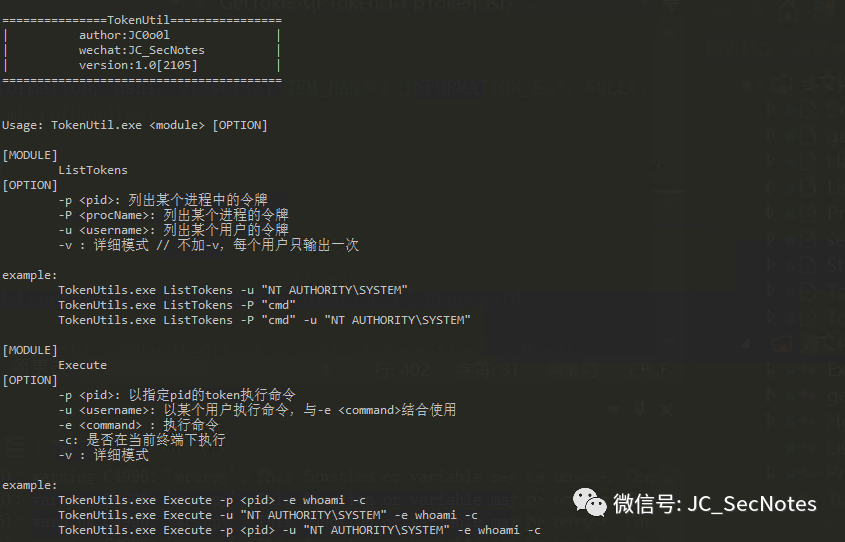 ===============TokenUtil================
| author:JC0o0l |
| wechat:JC_SecNotes |
| version:1.0[2105] |
========================================
Usage: TokenUtil.exe <module> [OPTION]
[MODULE]
ListTokens
[OPTION]
-p <pid>: 列出某个进程中的令牌
-P <procName>: 列出某个进程的令牌
-u <username>: 列出某个用户的令牌
-v : 详细模式 // 不加-v，每个用户只输出一次
example:
TokenUtils.exe ListTokens -u "NT AUTHORITY\SYSTEM"
TokenUtils.exe ListTokens -P "cmd"
TokenUtils.exe ListTokens -P "cmd" -u "NT AUTHORITY\SYSTEM"
[MODULE]
Execute
[OPTION]
-p <pid>: 以指定pid的token执行命令
-u <username>: 以某个用户执行命令，与-e <command>结合使用
-e <command> : 执行命令
-c: 是否在当前终端下执行
-v : 详细模式
example:
TokenUtils.exe Execute -p <pid> -e whoami -c
TokenUtils.exe Execute -u "NT AUTHORITY\SYSTEM" -e whoami -c
TokenUtils.exe Execute -p <pid> -u "NT AUTHORITY\SYSTEM" -e whoami -c
微信号: JC_SecNotes